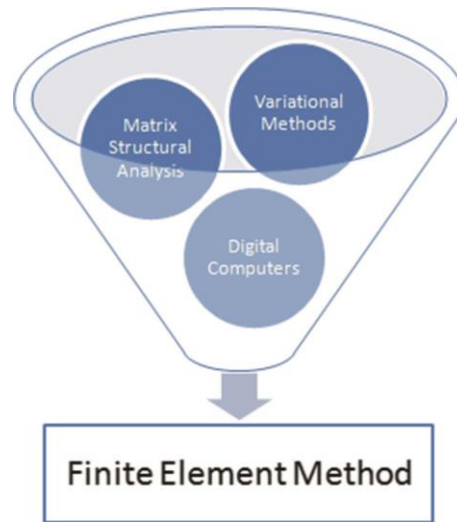 Matrix
Structural
Analysis
Variational
Methods
Digital
Computers
Finite Element Method